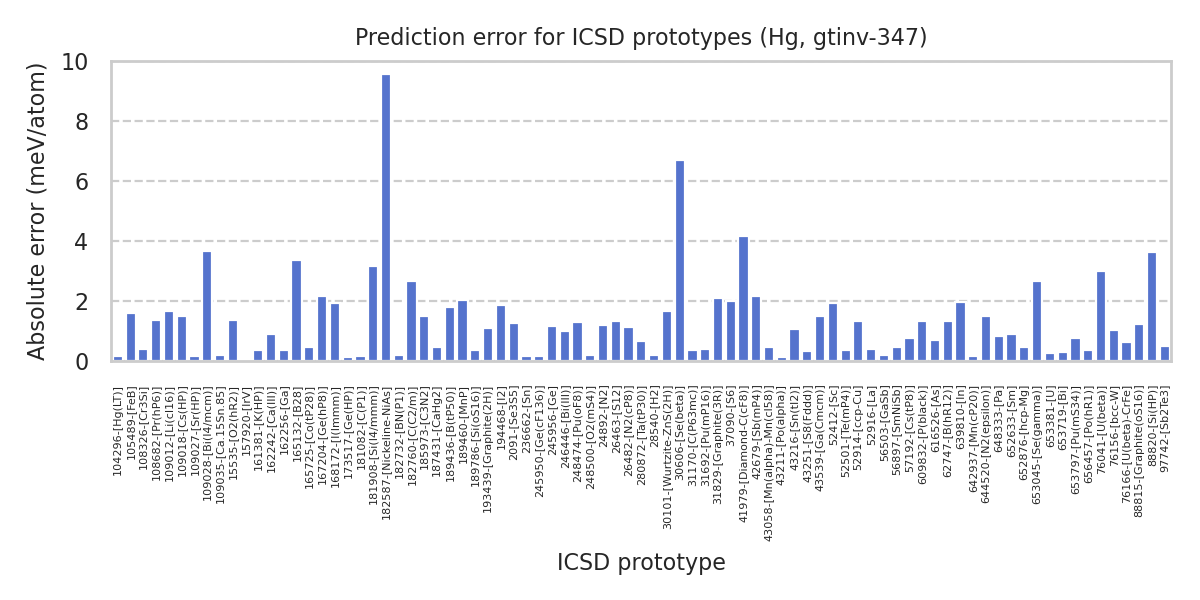 Prediction error for ICSD prototypes (Hg, gtinv-347)
Absolute error (meV/atom)
10
8
6
4
2
0
104296-[Hg(LT)]
105489-[FeB]
108326-[Cr3Si]
108682-[Pr(hP6)]
109012-[Li(cI16)]
109018-[Cs(HP)]
109027-[Sr(HP)]
109028-[Bi(I4/mcm)]
109035-[Ca.15Sn.85]
15535-[O2(hR2)]
157920-[IrV]
161381-[K(HP)]
162242-[Ca(III)]
162256-[Ga]
165132-[B28]
165725-[Co(tP28)]
167204-[Ge(hP8)]
168172-[I(Immm)]
173517-[Ge(HP)]
181082-[C(P1)]
181908-[Si(I4/mmm)]
182587-[Nickeline-NiAs]
182732-[BN(P1)]
182760-[C(C2/m)]
185973-[C3N2]
187431-[CaHg2]
189436-[B(tP50)]
189460-[MnP]
189786-[Si(oS16)]
193439-[Graphite(2H)]
194468-[I2]
2091-[Se3S5]
236662-[Sn]
245950-[Ge(cF136)]
245956-[Ge]
246446-[Bi(III)]
248474-[Pu(oF8)]
248500-[O2(mS4)]
24892-[N2]
26463-[S12]
26482-[N2(cP8)]
280872-[Ta(tP30)]
28540-[H2]
30101-[Wurtzite-ZnS(2H)]
30606-[Se(beta)]
31170-[C(P63mc)]
31692-[Pu(mP16)]
31829-[Graphite(3R)]
37090-[S6]
41979-[Diamond-C(cF8)]
42679-[Sb(mP4)]
43058-[Mn(alpha)-Mn(cI58)]
43211-[Po(alpha)]
43216-[Sn(tI2)]
43251-[S8(Fddd)]
43539-[Ga(Cmcm)]
52412-[Sc]
52501-[Te(mP4)]
52914-[ccp-Cu]
52916-[La]
56503-[GaSb]
56897-[SmNiSb]
57192-[Cs(tP8)]
609832-[P(black)]
616526-[As]
62747-[B(hR12)]
639810-[In]
642937-[Mn(cP20)]
644520-[N2(epsilon)]
648333-[Pa]
652633-[Sm]
652876-[hcp-Mg]
653045-[Se(gamma)]
653381-[U]
653719-[Bi]
653797-[Pu(mS34)]
656457-[Po(hR1)]
76041-[U(beta)]
76156-[bcc-W]
76166-[U(beta)-CrFe]
88815-[Graphite(oS16)]
88820-[Si(HP)]
97742-[Sb2Te3]
ICSD prototype